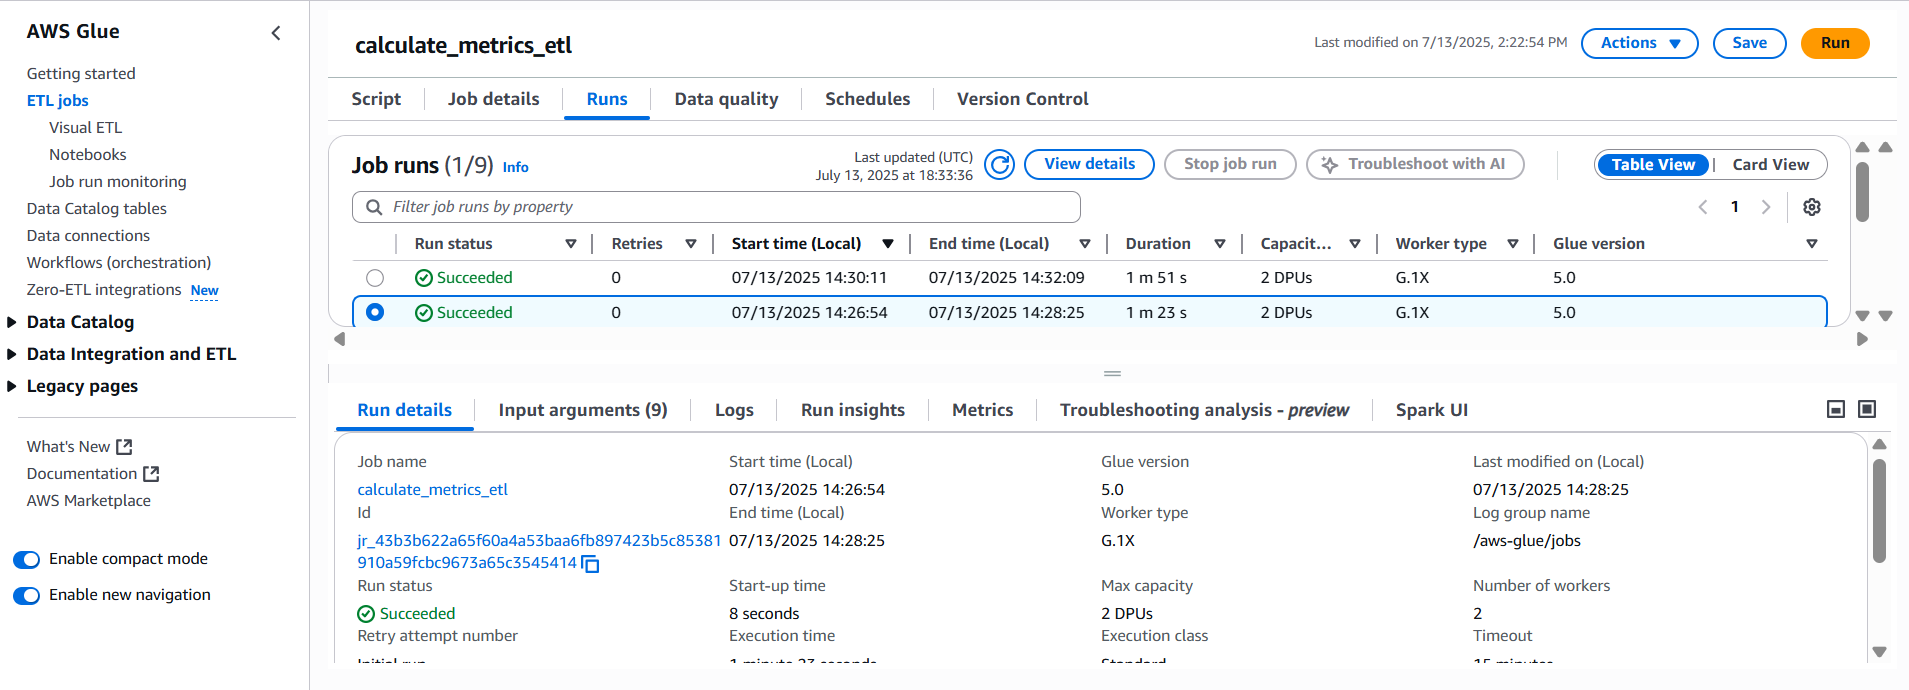 AWS Glue
Getting started
ETL jobs
Visual ETL
Notebooks
Job run monitoring
Data Catalog tables
Data connections
Workflows (orchestration)
Zero-ETL integrations New
Data Catalog
Data Integration and ETL
Legacy pages
What's New
Documentation
AWS Marketplace
Enable compact mode
Enable new navigation
calculate_metrics_etl
Last modified on 7/13/2025, 2:22:54 PM
Actions
Save
Run
Script
Job details
Runs
Data quality
Schedules
Version Control
Job runs (1/9) Info
Last updated (UTC)
July 13, 2025 at 18:33:36
View details
Stop job run
Troubleshoot with AI
Table View
Card View
Filter job runs by property
1
Run status Retries Start time (Local) End time (Local) Duration Capacit... Worker type Glue version
Succeeded 0 07/13/2025 14:30:11 07/13/2025 14:32:09 1 m 51 s 2 DPUs G.1X 5.0
Succeeded 0 07/13/2025 14:26:54 07/13/2025 14:28:25 1 m 23 s 2 DPUs G.1X 5.0
Run details
Input arguments (9)
Logs
Run insights
Metrics
Troubleshooting analysis - preview
Spark UI
Job name Start time (Local) Glue version Last modified on (Local)
calculate_metrics_etl 07/13/2025 14:26:54 5.0 07/13/2025 14:28:25
Id End time (Local) Worker type Log group name
jr_43b3b622a65f60a4a53baa6fb897423b5c85381 07/13/2025 14:28:25 G.1X /aws-glue/jobs
910a59fcbc9673a65c3545414
Run status Start-up time Max capacity Number of workers
Succeeded 8 seconds 2 DPUs 2
Retry attempt number Execution time Execution class Timeout
Initial run 1 minute 23 seconds Standard 15 minutes